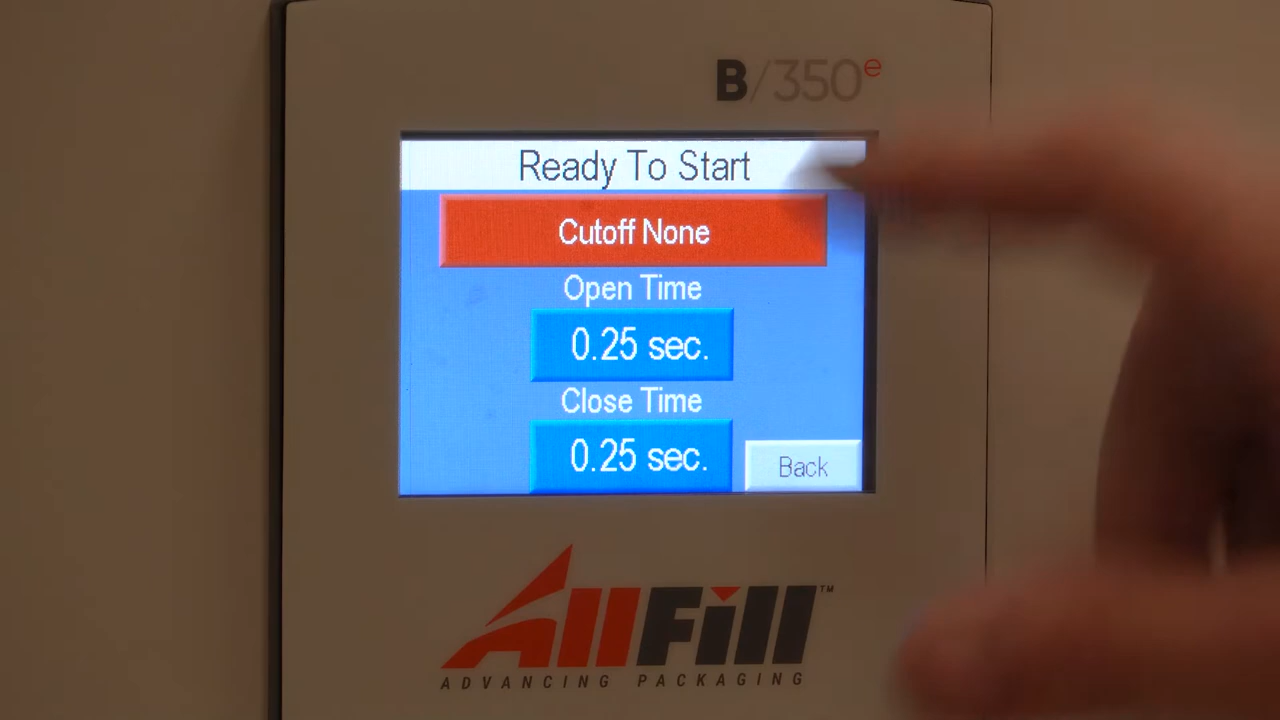 B/350e
Ready To Start
Cutoff None
Open Time
0.25 sec.
Close Time
0.25 sec.
Back
AllFill™
ADVANCING PACKAGING